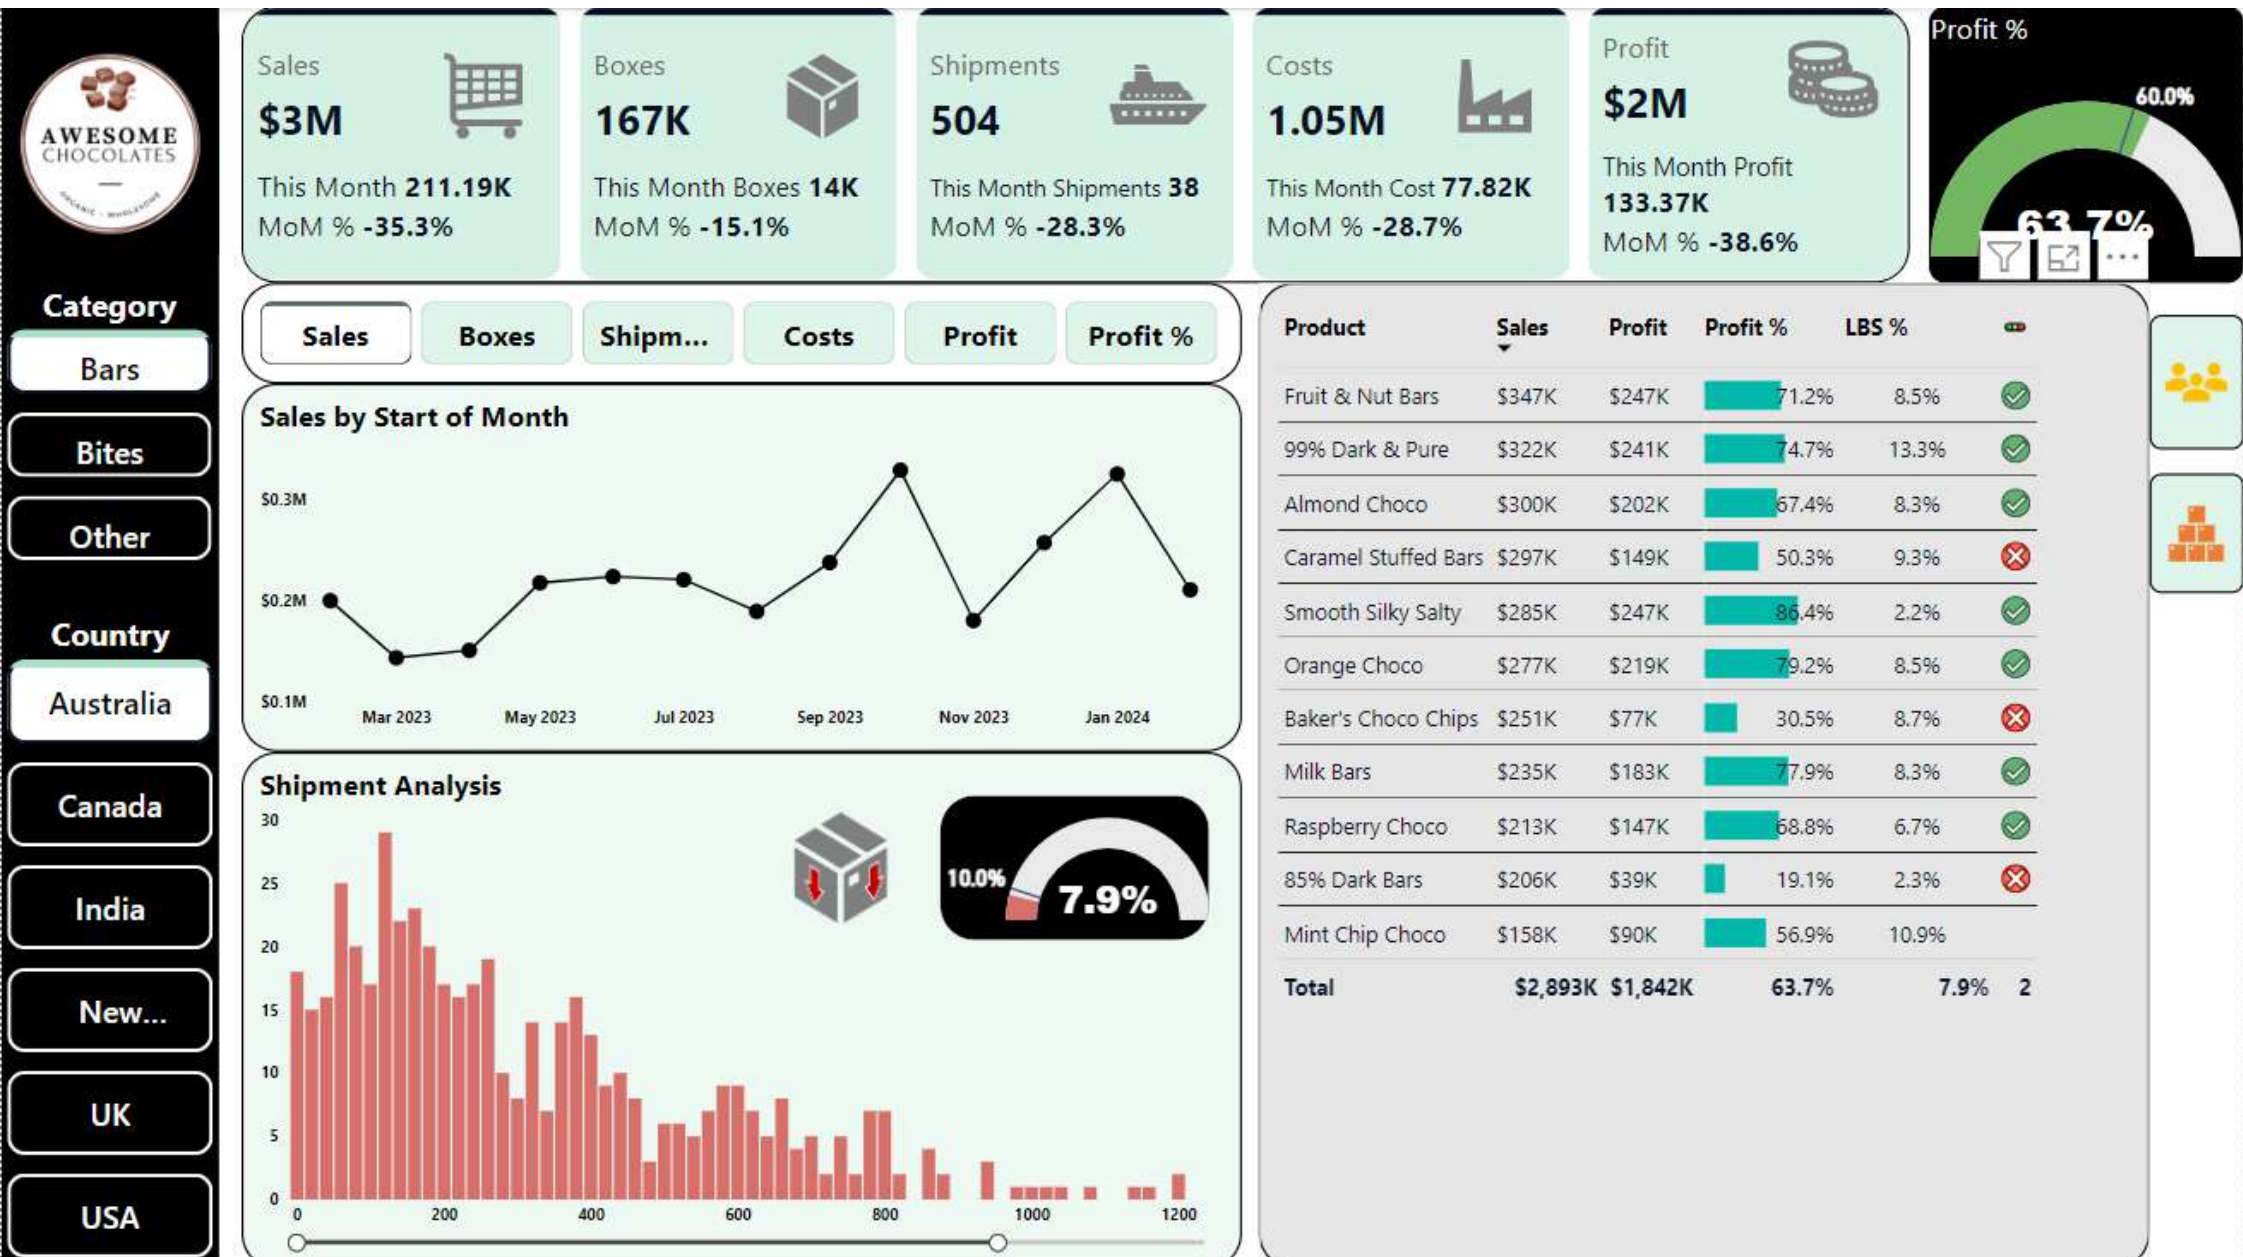 AWESOME
CHOCOLATES
ORGANIC - WHOLESOME
Category
Bars
Bites
Other
Country
Australia
Canada
India
New...
UK
USA
Sales
$3M
This Month 211.19K
MoM % -35.3%
Boxes
167K
This Month Boxes 14K
MoM % -15.1%
Shipments
504
This Month Shipments 38
MoM % -28.3%
Costs
1.05M
This Month Cost 77.82K
MoM % -28.7%
Profit
$2M
This Month Profit
133.37K
MoM % -38.6%
Profit %
60.0%
63.7%
Sales Boxes Shipm... Costs Profit Profit %
Sales by Start of Month
$0.3M
$0.2M
$0.1M
Mar 2023 May 2023 Jul 2023 Sep 2023 Nov 2023 Jan 2024
Shipment Analysis
30
25
20
15
10
5
0
0 200 400 600 800 1000 1200
10.0%
7.9%
Product Sales Profit Profit % LBS %
Fruit & Nut Bars $347K $247K 71.2% 8.5%
99% Dark & Pure $322K $241K 74.7% 13.3%
Almond Choco $300K $202K 67.4% 8.3%
Caramel Stuffed Bars $297K $149K 50.3% 9.3%
Smooth Silky Salty $285K $247K 86.4% 2.2%
Orange Choco $277K $219K 79.2% 8.5%
Baker's Choco Chips $251K $77K 30.5% 8.7%
Milk Bars $235K $183K 77.9% 8.3%
Raspberry Choco $213K $147K 68.8% 6.7%
85% Dark Bars $206K $39K 19.1% 2.3%
Mint Chip Choco $158K $90K 56.9% 10.9%
Total $2,893K $1,842K 63.7% 7.9% 2